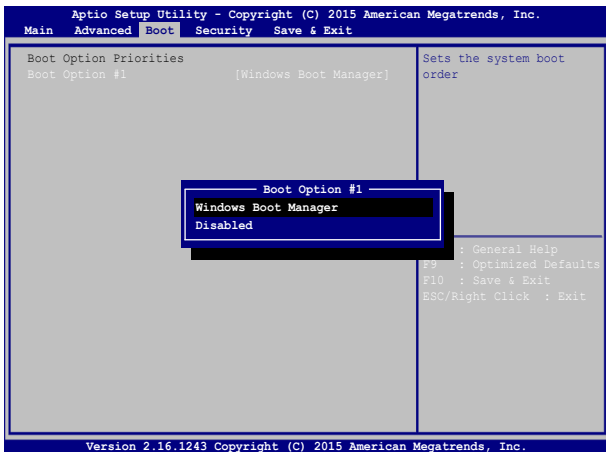 Aptio Setup Utility - Copyright (C) 2015 American Megatrends, Inc.
Main Advanced Boot Security Save & Exit
Boot Option Priorities
Boot Option #1 [Windows Boot Manager]
Sets the system boot
order
Boot Option #1
Windows Boot Manager
Disabled
: General Help
F9 : Optimized Defaults
F10 : Save & Exit
ESC/Right Click : Exit
Version 2.16.1243 Copyright (C) 2015 American Megatrends, Inc.